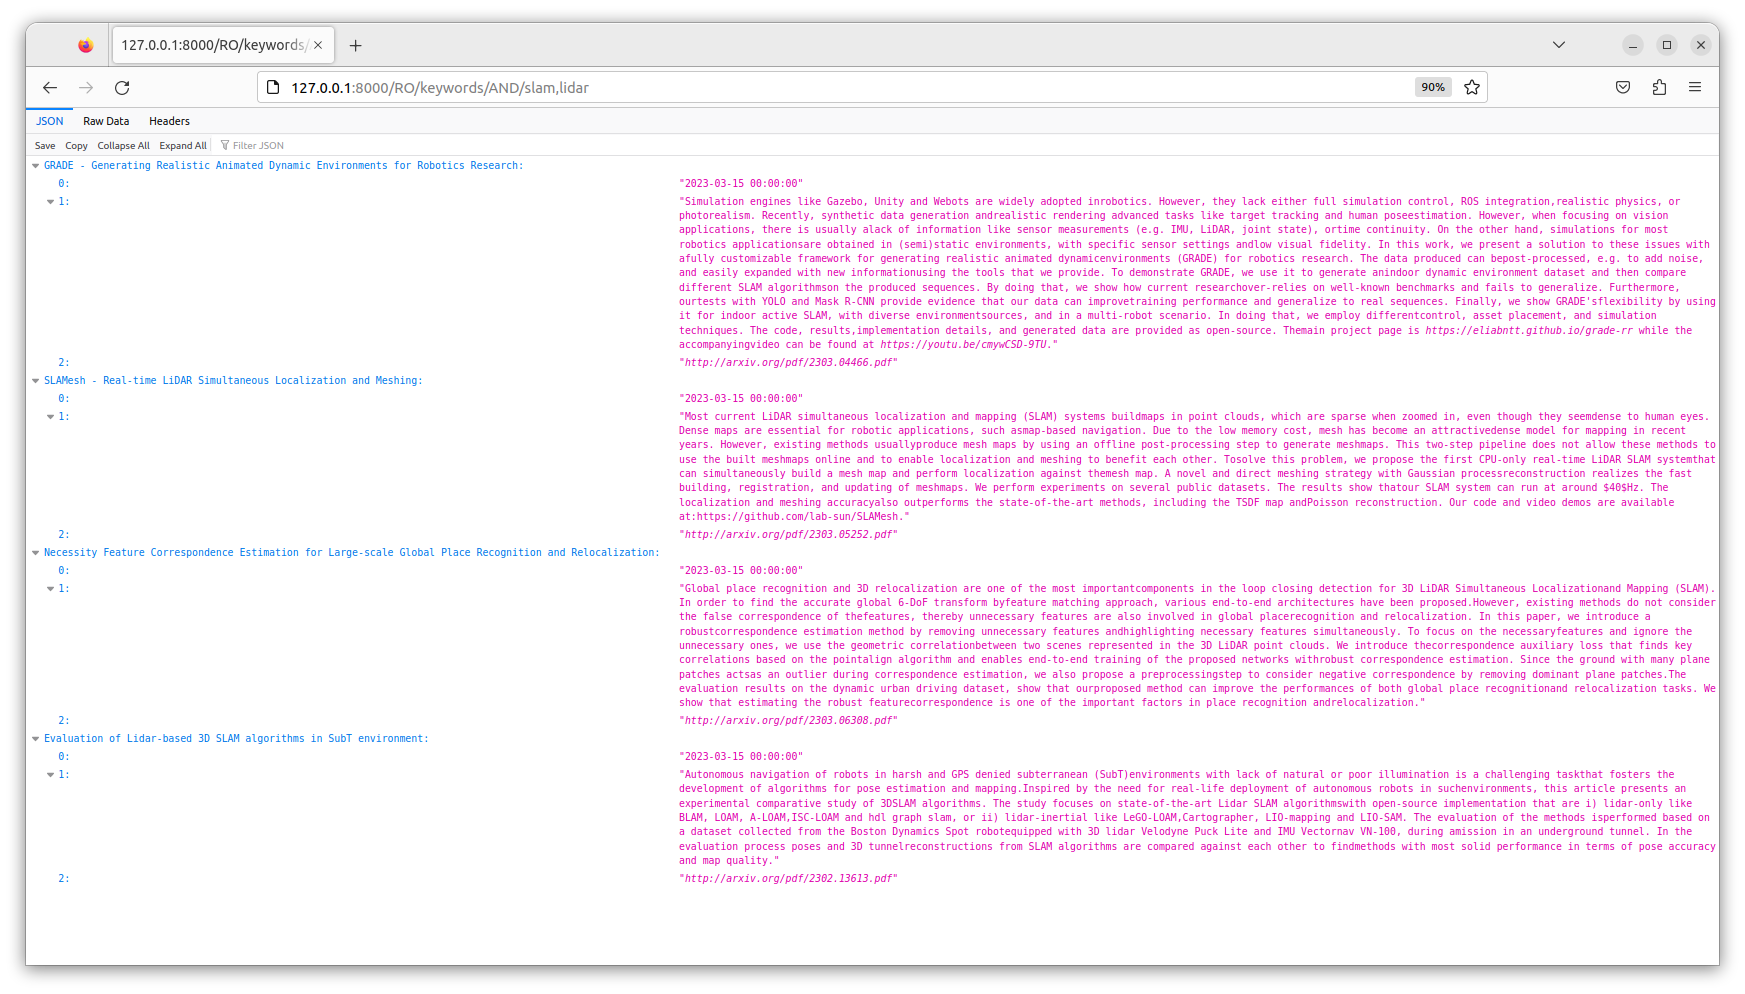 127.0.0.1:8000/RO/keywords/
127.0.0.1:8000/RO/keywords/AND/slam,lidar
90%
JSON Raw Data Headers
Save Copy Collapse All Expand All Filter JSON
GRADE - Generating Realistic Animated Dynamic Environments for Robotics Research:
0: "2023-03-15 00:00:00"
1: "Simulation engines like Gazebo, Unity and Webots are widely adopted inrobotics. However, they lack either full simulation control, ROS integration,realistic physics, or
photorealism. Recently, synthetic data generation andrealistic rendering advanced tasks like target tracking and human poseestimation. However, when focusing on vision
applications, there is usually alack of information like sensor measurements (e.g. IMU, LiDAR, joint state), ortime continuity. On the other hand, simulations for most
robotics applicationsare obtained in (semi)static environments, with specific sensor settings andlow visual fidelity. In this work, we present a solution to these issues with
afully customizable framework for generating realistic animated dynamicenvironments (GRADE) for robotics research. The data produced can bepost-processed, e.g. to add noise,
and easily expanded with new informationusing the tools that we provide. To demonstrate GRADE, we use it to generate anindoor dynamic environment dataset and then compare
different SLAM algorithmson the produced sequences. By doing that, we show how current researchover-relies on well-known benchmarks and fails to generalize. Furthermore,
ourtests with YOLO and Mask R-CNN provide evidence that our data can improvetraining performance and generalize to real sequences. Finally, we show GRADE'sflexibility by using
it for indoor active SLAM, with diverse environmentsources, and in a multi-robot scenario. In doing that, we employ differentcontrol, asset placement, and simulation
techniques. The code, results,implementation details, and generated data are provided as open-source. Themain project page is https://eliabntt.github.io/grade-rr while the
accompanyingvideo can be found at https://youtu.be/cmywCSD-9TU."
2: "http://arxiv.org/pdf/2303.04466.pdf"
SLAMesh - Real-time LiDAR Simultaneous Localization and Meshing:
0: "2023-03-15 00:00:00"
1: "Most current LiDAR simultaneous localization and mapping (SLAM) systems buildmaps in point clouds, which are sparse when zoomed in, even though they seemdense to human eyes.
Dense maps are essential for robotic applications, such asmap-based navigation. Due to the low memory cost, mesh has become an attractivedense model for mapping in recent
years. However, existing methods usuallyproduce mesh maps by using an offline post-processing step to generate meshmaps. This two-step pipeline does not allow these methods to
use the built meshmaps online and to enable localization and meshing to benefit each other. Tosolve this problem, we propose the first CPU-only real-time LiDAR SLAM systemthat
can simultaneously build a mesh map and perform localization against themesh map. A novel and direct meshing strategy with Gaussian processreconstruction realizes the fast
building, registration, and updating of meshmaps. We perform experiments on several public datasets. The results show thatour SLAM system can run at around $40$Hz. The
localization and meshing accuracyalso outperforms the state-of-the-art methods, including the TSDF map andPoisson reconstruction. Our code and video demos are available
at:https://github.com/lab-sun/SLAMesh."
2: "http://arxiv.org/pdf/2303.05252.pdf"
Necessity Feature Correspondence Estimation for Large-scale Global Place Recognition and Relocalization:
0: "2023-03-15 00:00:00"
1: "Global place recognition and 3D relocalization are one of the most importantcomponents in the loop closing detection for 3D LiDAR Simultaneous Localizationand Mapping (SLAM).
In order to find the accurate global 6-DoF transform byfeature matching approach, various end-to-end architectures have been proposed.However, existing methods do not consider
the false correspondence of thefeatures, thereby unnecessary features are also involved in global placerecognition and relocalization. In this paper, we introduce a
robustcorrespondence estimation method by removing unnecessary features andhighlighting necessary features simultaneously. To focus on the necessaryfeatures and ignore the
unnecessary ones, we use the geometric correlationbetween two scenes represented in the 3D LiDAR point clouds. We introduce thecorrespondence auxiliary loss that finds key
correlations based on the pointalign algorithm and enables end-to-end training of the proposed networks withrobust correspondence estimation. Since the ground with many plane
patches actsas an outlier during correspondence estimation, we also propose a preprocessingstep to consider negative correspondence by removing dominant plane patches.The
evaluation results on the dynamic urban driving dataset, show that ourproposed method can improve the performances of both global place recognitionand relocalization tasks. We
show that estimating the robust featurecorrespondence is one of the important factors in place recognition andrelocalization."
2: "http://arxiv.org/pdf/2303.06308.pdf"
Evaluation of Lidar-based 3D SLAM algorithms in SubT environment:
0: "2023-03-15 00:00:00"
1: "Autonomous navigation of robots in harsh and GPS denied subterranean (SubT)environments with lack of natural or poor illumination is a challenging taskthat fosters the
development of algorithms for pose estimation and mapping.Inspired by the need for real-life deployment of autonomous robots in suchenvironments, this article presents an
experimental comparative study of 3DSLAM algorithms. The study focuses on state-of-the-art Lidar SLAM algorithmswith open-source implementation that are i) lidar-only like
BLAM, LOAM, A-LOAM,ISC-LOAM and hdl graph slam, or ii) lidar-inertial like LeGO-LOAM,Cartographer, LIO-mapping and LIO-SAM. The evaluation of the methods isperformed based on
a dataset collected from the Boston Dynamics Spot robotequipped with 3D lidar Velodyne Puck Lite and IMU Vectornav VN-100, during amission in an underground tunnel. In the
evaluation process poses and 3D tunnelreconstructions from SLAM algorithms are compared against each other to findmethods with most solid performance in terms of pose accuracy
and map quality."
2: "http://arxiv.org/pdf/2302.13613.pdf"